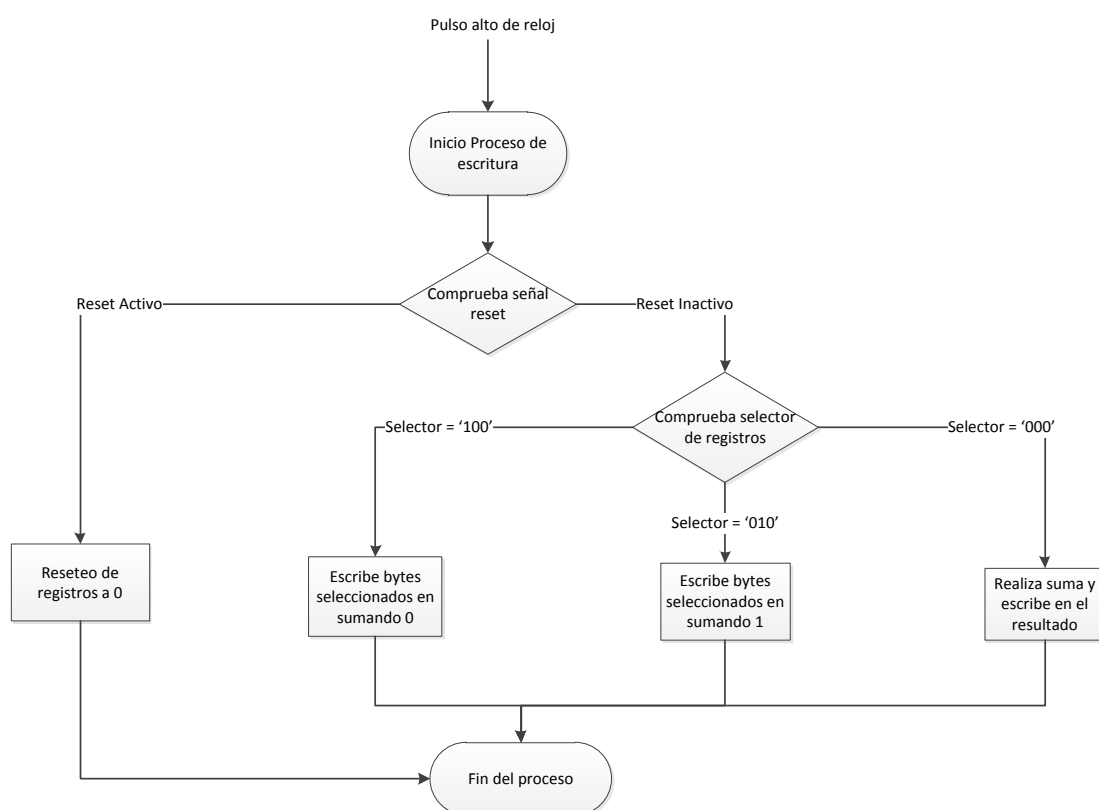 Pulso alto de reloj
Inicio Proceso de
escritura
Comprueba señal
reset
Reset Activo
Reset Inactivo
Comprueba selector
de registros
Selector = ‘100’
Selector = ‘000’
Selector = ‘010’
Reseteo de
registros a 0
Escribe bytes
seleccionados en
sumando 0
Escribe bytes
seleccionados en
sumando 1
Realiza suma y
escribe en el
resultado
Fin del proceso